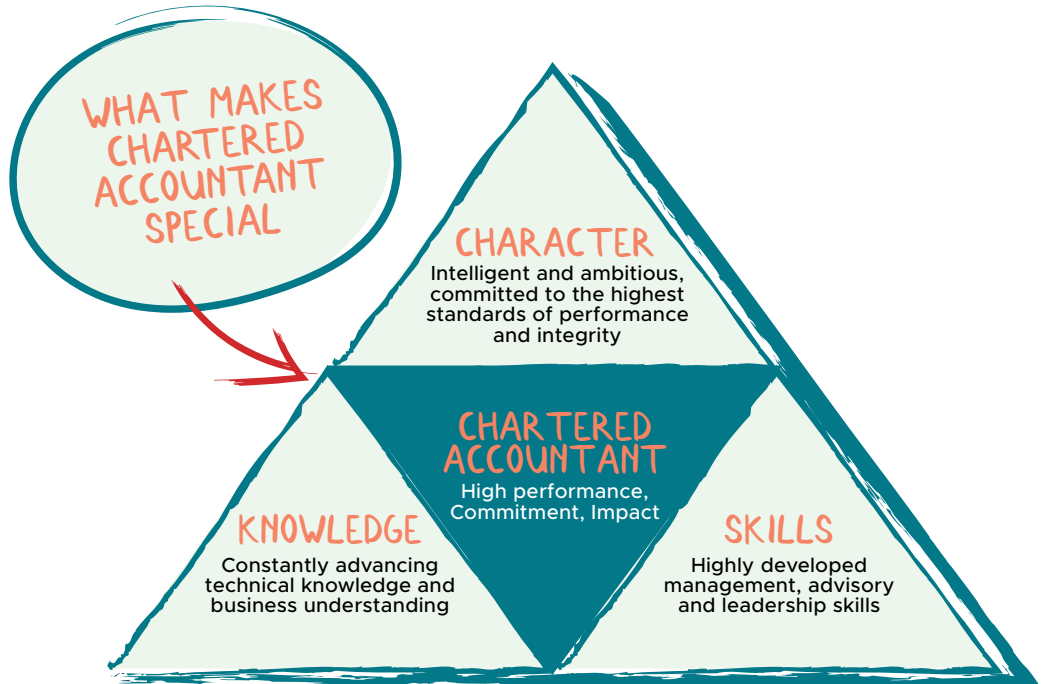 WHAT MAKES
CHARTERED
ACCOUNTANT
SPECIAL
CHARACTER
Intelligent and ambitious,
committed to the highest
standards of performance
and integrity
CHARTERED
ACCOUNTANT
High performance,
Commitment, Impact
KNOWLEDGE
Constantly advancing
technical knowledge and
business understanding
SKILLS
Highly developed
management, advisory
and leadership skills